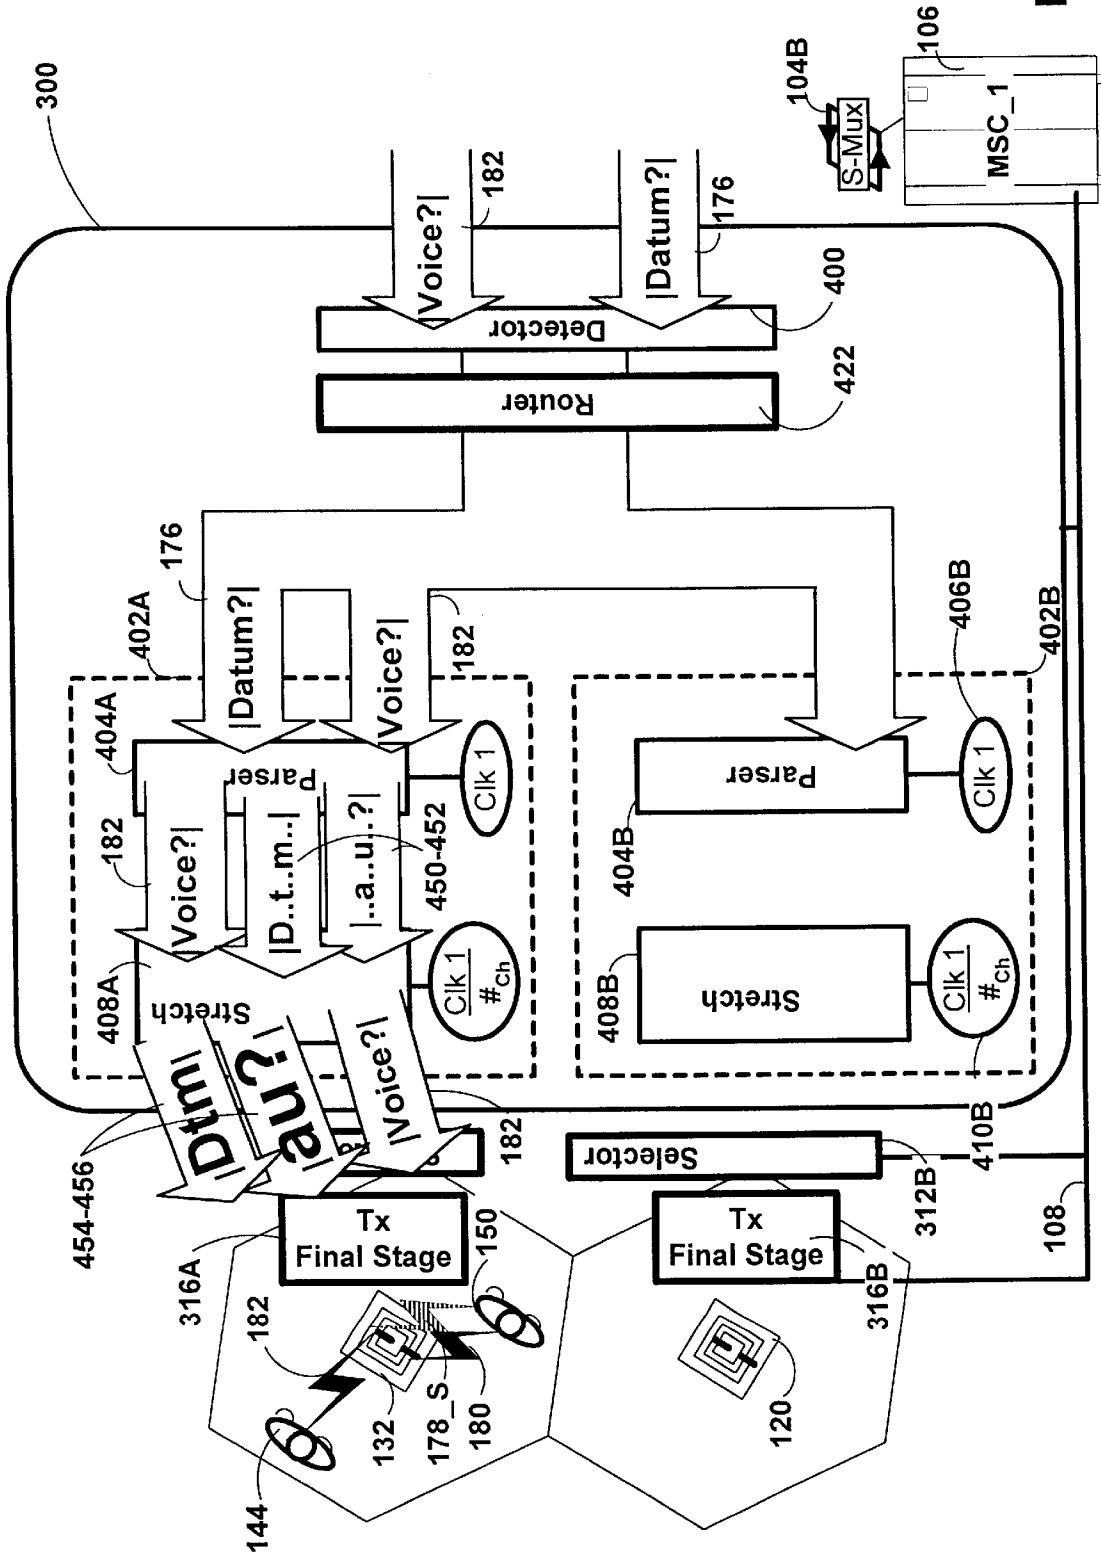 300
104B
106
S-Mux
MSC_1
|Voice?|
182
|Datum?|
176
Detector
400
Router
422
176
402A
|Datum?|
|Voice?|
182
406B
402B
404A
Parser
Clk 1
Parser
Clk 1
404B
182
|Voice?|
|D..t..m..|
|..a..u..?|
450-452
408A
Stretch
Clk 1
#Ch
408B
Stretch
Clk 1
#Ch
410B
|Dtm|
|au?|
|Voice?|
182
454-456
Selector
312B
108
316A
Tx
Final Stage
Tx
Final Stage
316B
150
182
144
132
178_S
180
120